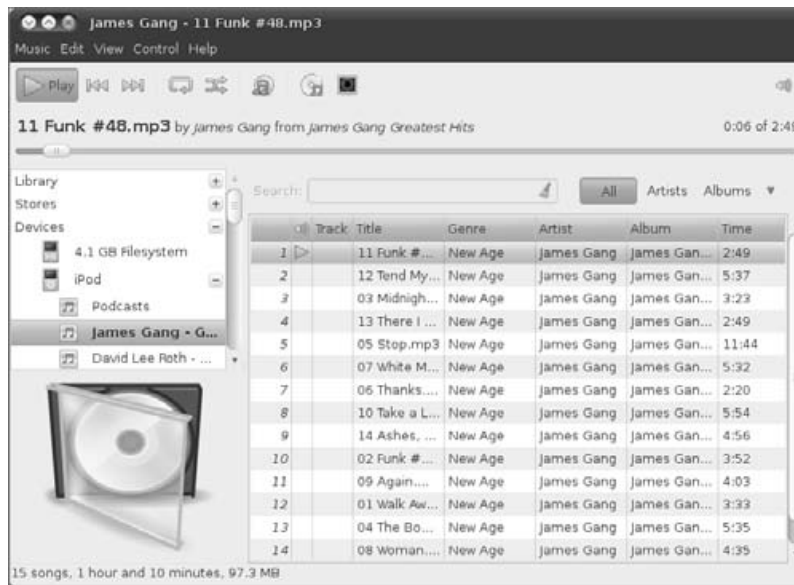 James Gang - 11 Funk #48.mp3
Music Edit View Control Help
Play
11 Funk #48.mp3 by James Gang from James Gang Greatest Hits 0:06 of 2:49
Library
Stores
Devices
4.1 GB Filesystem
iPod
Podcasts
James Gang - G...
David Lee Roth - ...
Search: All Artists Albums
Track Title Genre Artist Album Time
1 11 Funk #... New Age James Gang James Gan... 2:49
2 12 Tend My... New Age James Gang James Gan... 5:37
3 03 Midnigh... New Age James Gang James Gan... 3:23
4 13 There I ... New Age James Gang James Gan... 2:49
5 05 Stop.mp3 New Age James Gang James Gan... 11:44
6 07 White M... New Age James Gang James Gan... 5:32
7 06 Thanks.... New Age James Gang James Gan... 2:20
8 10 Take a L... New Age James Gang James Gan... 5:54
9 14 Ashes, ... New Age James Gang James Gan... 4:56
10 02 Funk #... New Age James Gang James Gan... 3:52
11 09 Again.... New Age James Gang James Gan... 4:03
12 01 Walk Aw... New Age James Gang James Gan... 3:33
13 04 The Bo... New Age James Gang James Gan... 5:35
14 08 Woman.... New Age James Gang James Gan... 4:35
15 songs, 1 hour and 10 minutes, 97.3 MB